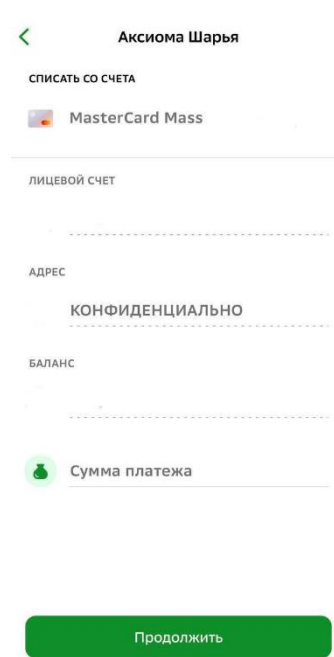 Аксиома Шарья
СПИСАТЬ СО СЧЕТА
MasterCard Mass
ЛИЦЕВОЙ СЧЕТ
АДРЕС
КОНФИДЕНЦИАЛЬНО
БАЛАНС
Сумма платежа
Продолжить